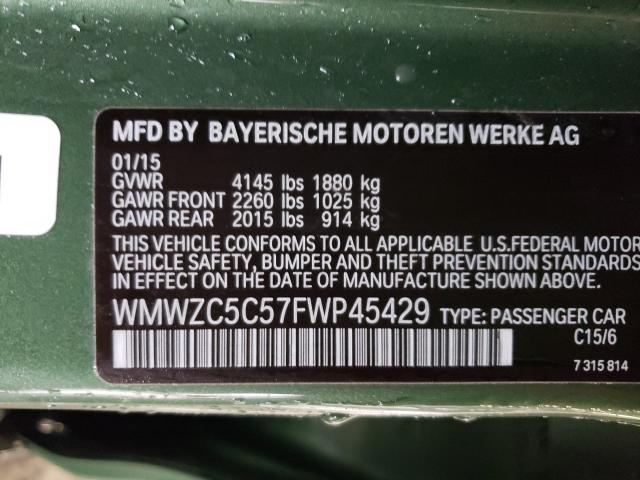 MFD BY BAYERISCHE MOTOREN WERKE AG
01/15
GVWR 4145 lbs 1880 kg
GAWR FRONT 2260 lbs 1025 kg
GAWR REAR 2015 lbs 914 kg
THIS VEHICLE CONFORMS TO ALL APPLICABLE U.S.FEDERAL MOTOR
VEHICLE SAFETY, BUMPER AND THEFT PREVENTION STANDARDS
IN EFFECT ON THE DATE OF MANUFACTURE SHOWN ABOVE.
WMWZC5C57FWP45429 TYPE: PASSENGER CAR
C15/6
7 315 814